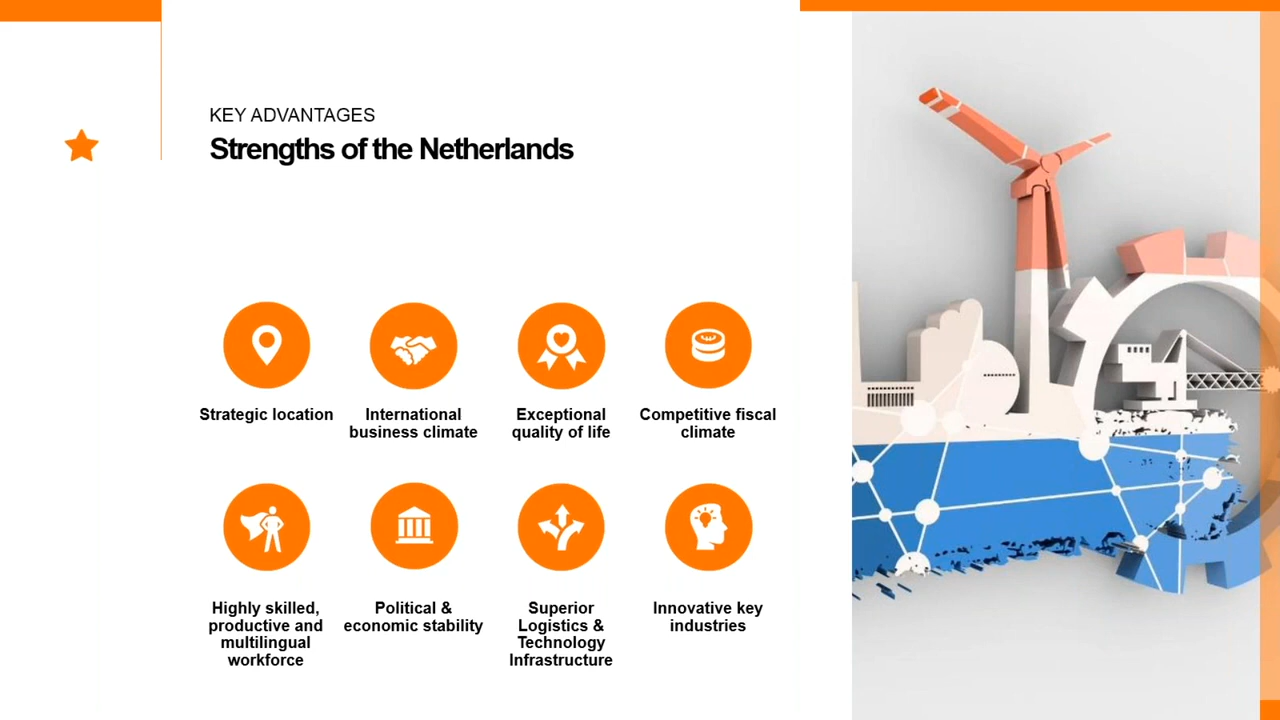 KEY ADVANTAGES
Strengths of the Netherlands
Strategic location
International
business climate
Exceptional
quality of life
Competitive fiscal
climate
Highly skilled,
productive and
multilingual
workforce
Political &
economic stability
Superior
Logistics &
Technology
Infrastructure
Innovative key
industries